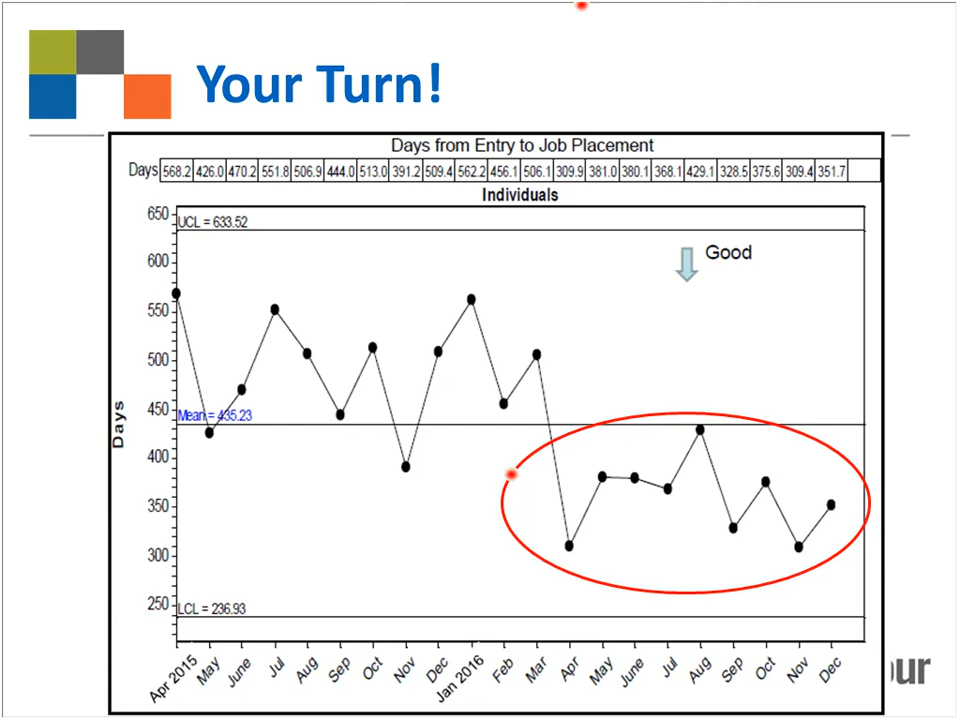 Your Turn!
Days from Entry to Job Placement
Days 568.2 426.0 470.2 551.8 506.9 444.0 513.0 391.2 509.4 562.2 456.1 506.1 309.9 381.0 380.1 368.1 429.1 328.5 375.6 309.4 351.7
Individuals
650
UCL = 633.52
Good
600
550
500
450
Mean = 435.23
Days
400
350
300
250
LCL = 236.93
Apr 2015 May June Jul Aug Sep Oct Nov Dec Jan 2016 Feb Mar Apr May June Jul Aug Sep Oct Nov Dec